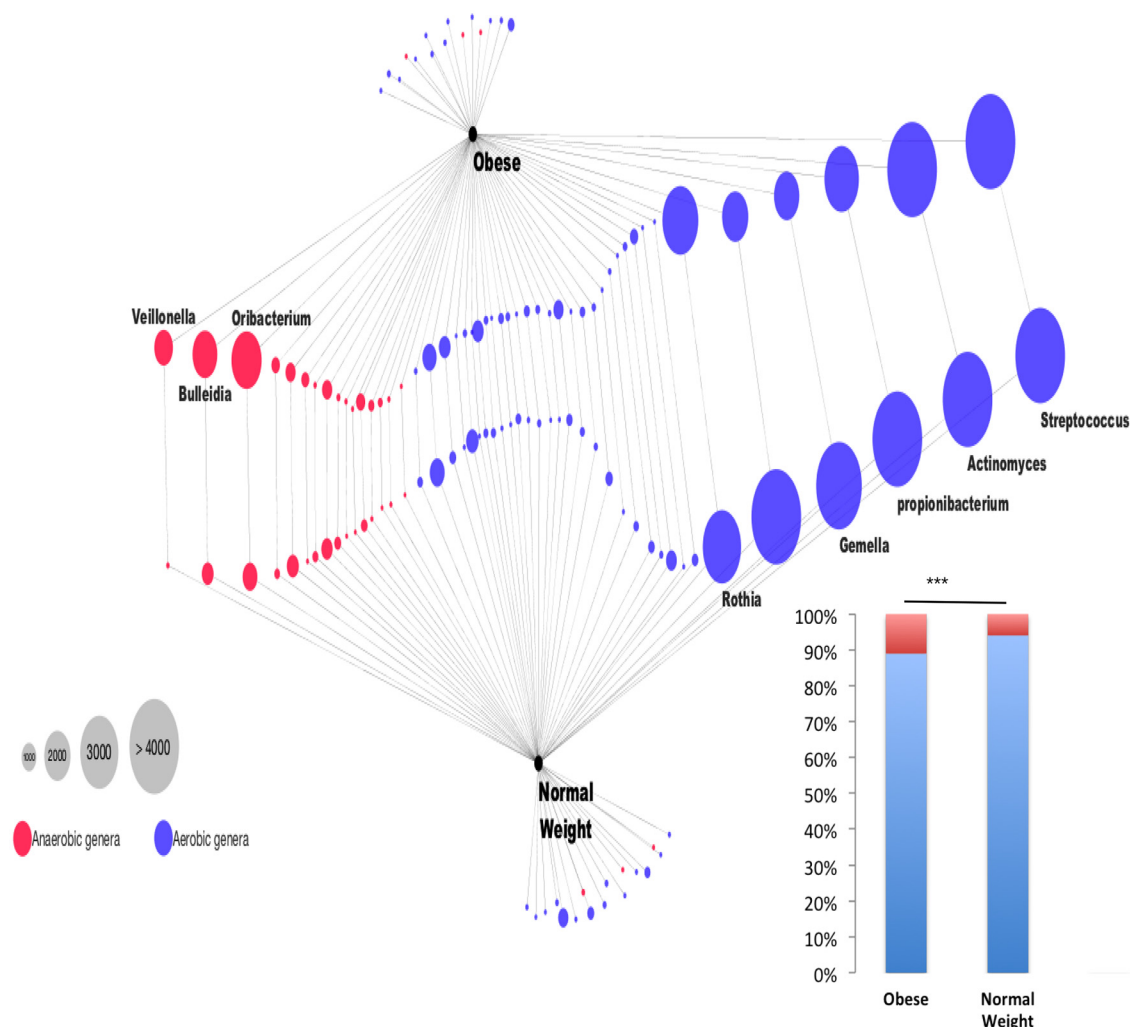 Obese
Veillonella
Oribacterium
Bulleidia
Streptococcus
Actinomyces
propionibacterium
Gemella
Rothia
***
100%
90%
80%
70%
60%
50%
40%
30%
20%
10%
0%
Obese
Normal
Weight
1000
2000
3000
> 4000
Anaerobic genera
Aerobic genera
Normal
Weight